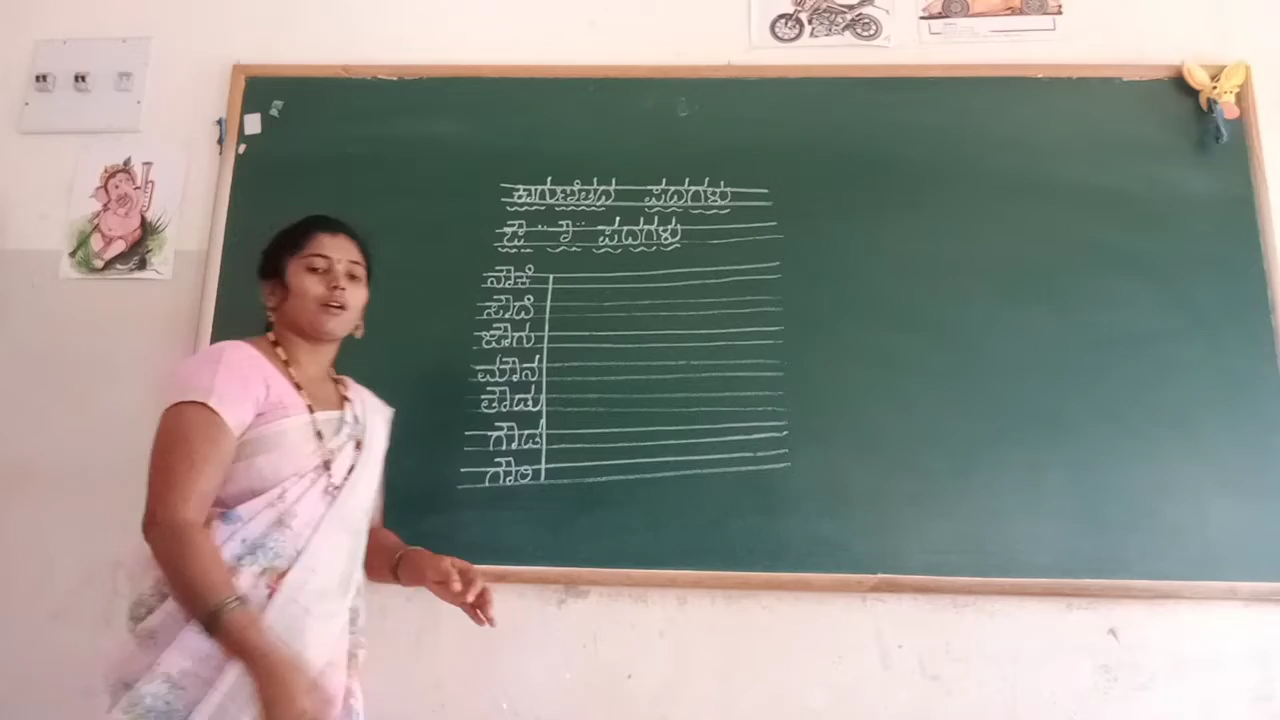 ಕಾಗುಣಿತದ ಪದಗಳು
ಔ " ೌ " ಪದಗಳು
ನೌಕೆ
ಸೌದೆ
ಜೌಗು
ಮೌನ
ತೌಡು
ಗೌಡ
ಗೌರಿ